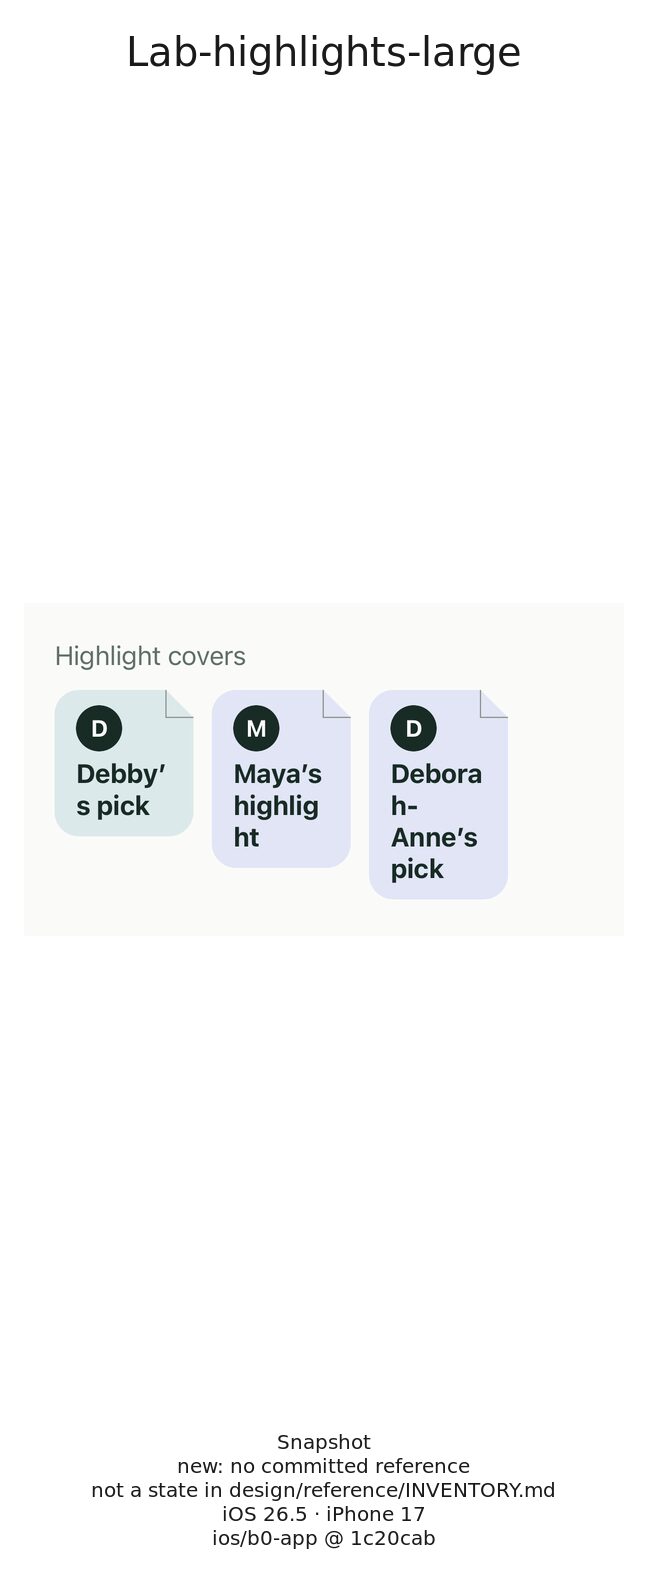 Lab-highlights-large
Highlight covers
D
Debby’
s pick
M
Maya’s
highlig
ht
D
Debora
h-
Anne’s
pick
Snapshot
new: no committed reference
not a state in design/reference/INVENTORY.md
iOS 26.5 · iPhone 17
ios/b0-app @ 1c20cab